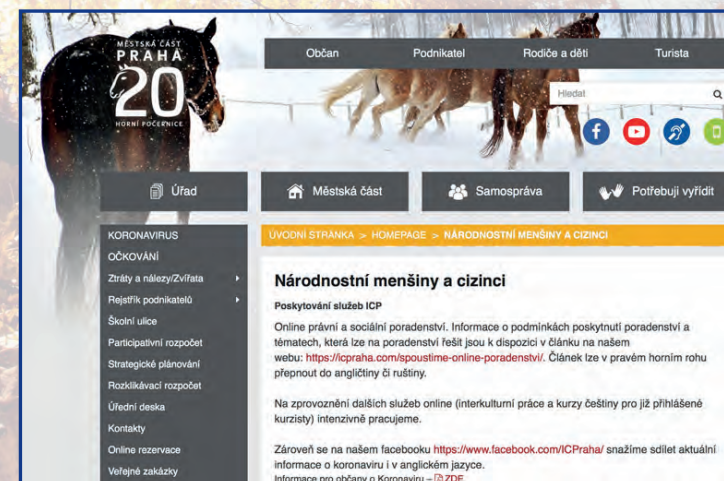 MĚSTSKÁ ČÁST
PRAHA
20
HORNÍ POČERNICE
Občan
Podnikatel
Rodiče a děti
Turista
Hledat
Úřad
Městská část
Samospráva
Potřebuji vyřídit
KORONAVIRUS
OČKOVÁNÍ
Ztráty a nálezy/Zvířata
Rejstřík podnikatelů
Školní ulice
Participativní rozpočet
Strategické plánování
Rozklikávací rozpočet
Úřední deska
Kontakty
Online rezervace
Veřejné zakázky
ÚVODNÍ STRÁNKA > HOMEPAGE > NÁRODNOSTNÍ MENŠINY A CIZINCI
Národnostní menšiny a cizinci
Poskytování služeb ICP
Online právní a sociální poradenství. Informace o podmínkách poskytnutí poradenství a
tématech, která lze na poradenství řešit jsou k dispozici v článku na našem
webu: https://icpraha.com/spoustime-online-poradenstvi/. Článek lze v pravém horním rohu
přepnout do angličtiny či ruštiny.
Na zprovoznění dalších služeb online (interkulturní práce a kurzy češtiny pro již přihlášené
kurzisty) intenzivně pracujeme.
Zároveň se na našem facebooku https://www.facebook.com/ICPraha/ snažíme sdílet aktuální
informace o koronaviru i v anglickém jazyce.
Informace pro občany o Koronaviru – ZDE